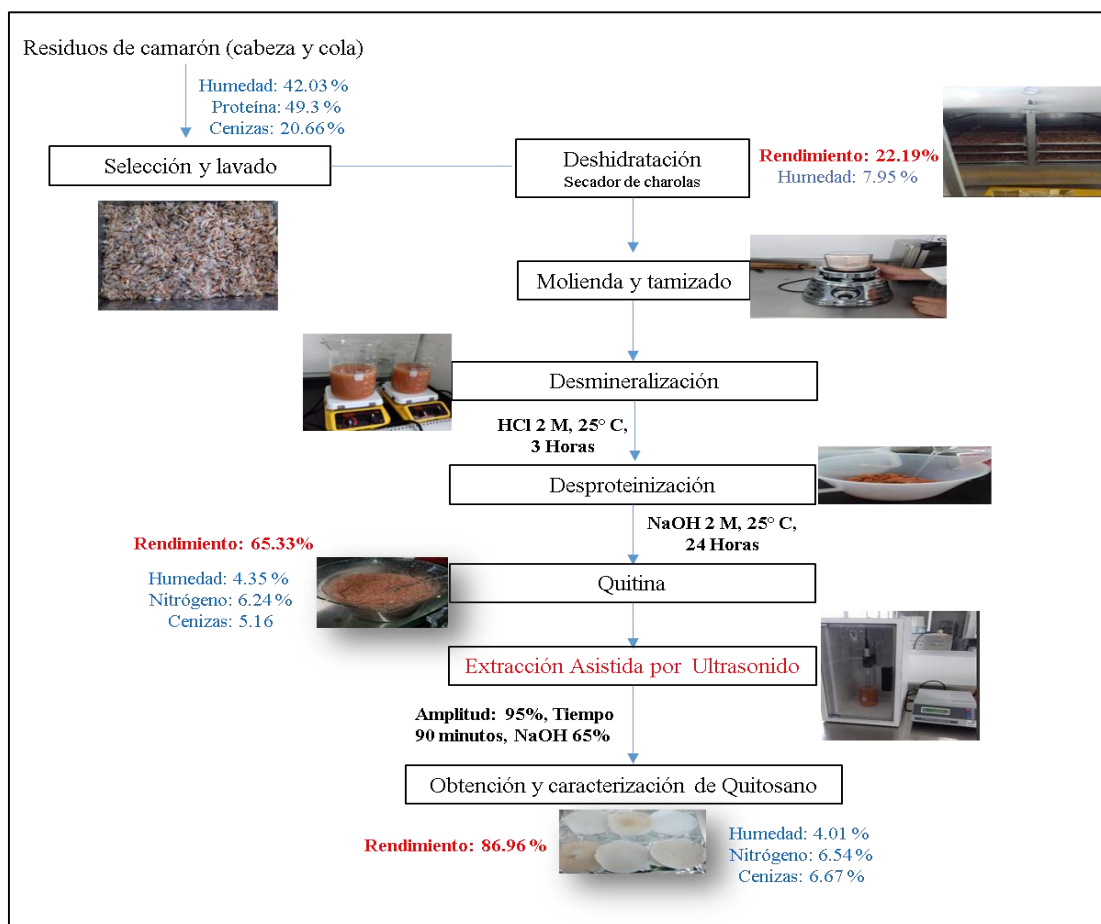 Residuos de camarón (cabeza y cola)
Humedad: 42.03 %
Proteína: 49.3 %
Cenizas: 20.66 %
Selección y lavado
Deshidratación
Secador de charolas
Rendimiento: 22.19%
Humedad: 7.95 %
Molienda y tamizado
Desmineralización
HCl 2 M, 25° C,
3 Horas
Desproteinización
NaOH 2 M, 25° C,
24 Horas
Rendimiento: 65.33%
Humedad: 4.35 %
Nitrógeno: 6.24 %
Cenizas: 5.16
Quitina
Extracción Asistida por Ultrasonido
Amplitud: 95%, Tiempo
90 minutos, NaOH 65%
Obtención y caracterización de Quitosano
Rendimiento: 86.96 %
Humedad: 4.01 %
Nitrógeno: 6.54 %
Cenizas: 6.67 %